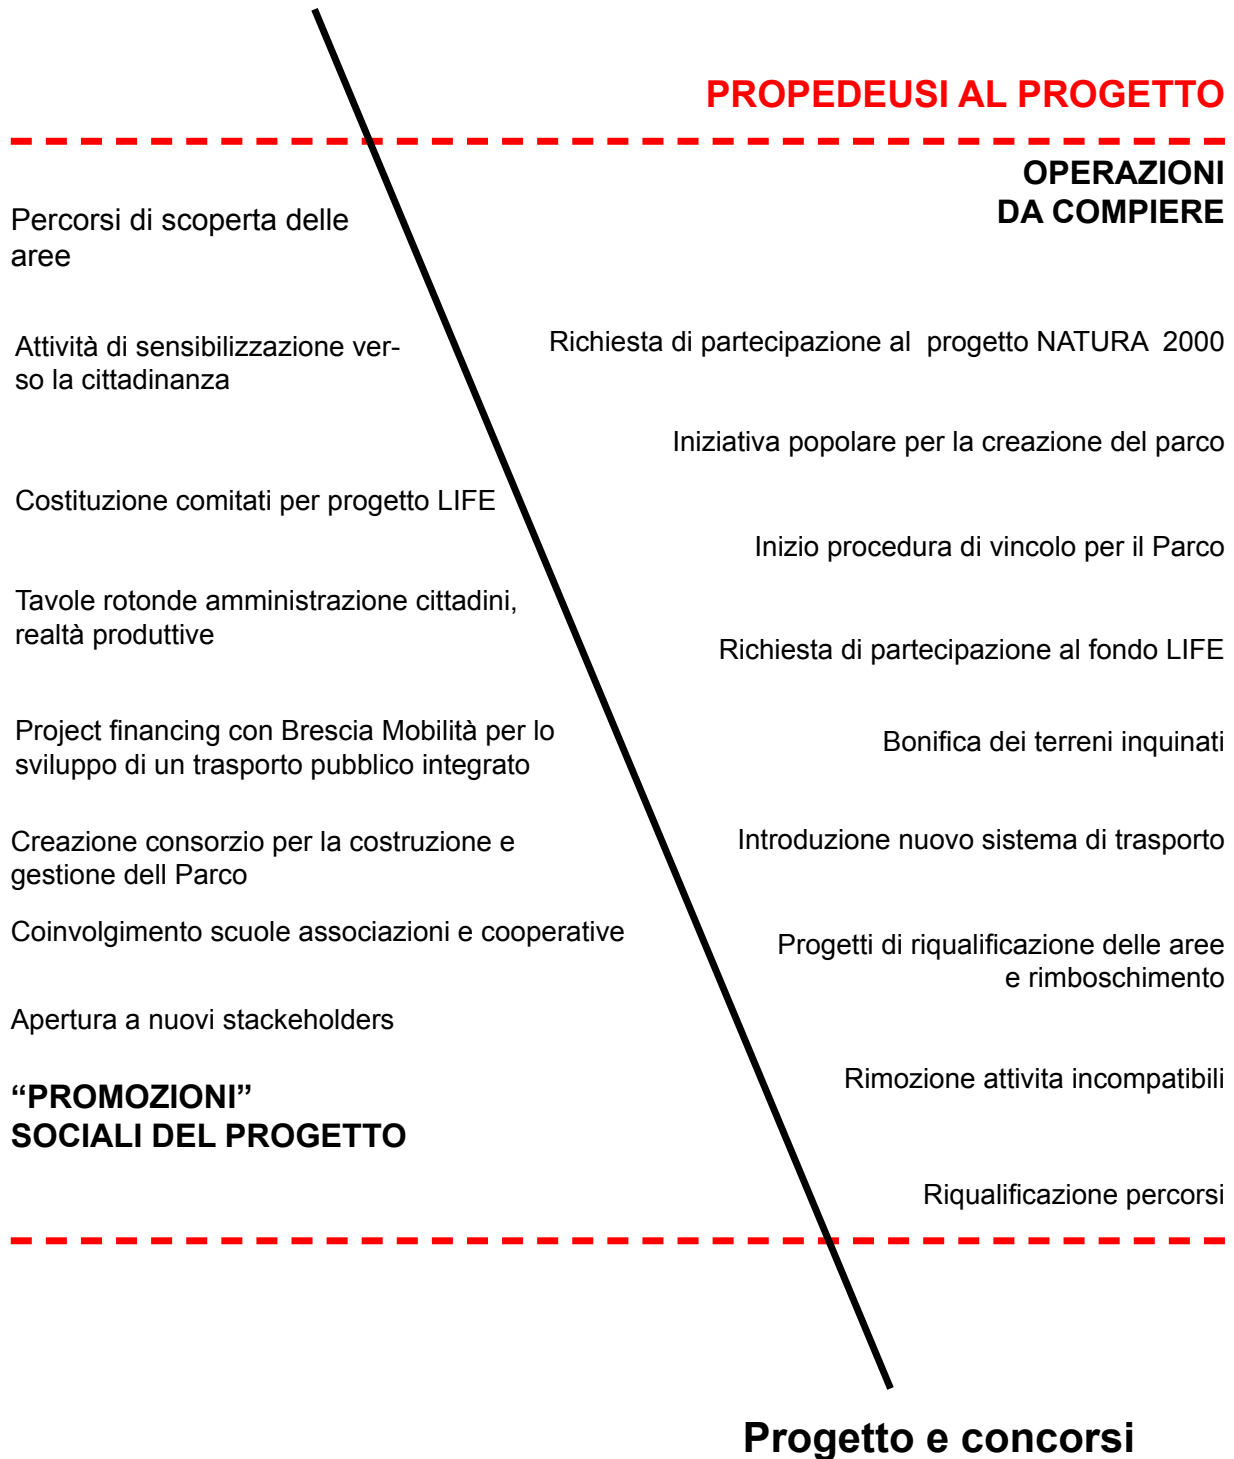 PROPEDEUSI AL PROGETTO
OPERAZIONI
DA COMPIERE
Percorsi di scoperta delle
aree
Attività di sensibilizzazione ver-
so la cittadinanza
Costituzione comitati per progetto LIFE
Tavole rotonde amministrazione cittadini,
realtà produttive
Project financing con Brescia Mobilità per lo
sviluppo di un trasporto pubblico integrato
Creazione consorzio per la costruzione e
gestione dell Parco
Coinvolgimento scuole associazioni e cooperative
Apertura a nuovi stackeholders
“PROMOZIONI”
SOCIALI DEL PROGETTO
Richiesta di partecipazione al  progetto NATURA  2000
Iniziativa popolare per la creazione del parco
Inizio procedura di vincolo per il Parco
Richiesta di partecipazione al fondo LIFE
Bonifica dei terreni inquinati
Introduzione nuovo sistema di trasporto
Progetti di riqualificazione delle aree
e rimboschimento
Rimozione attivita incompatibili
Riqualificazione percorsi
Progetto e concorsi